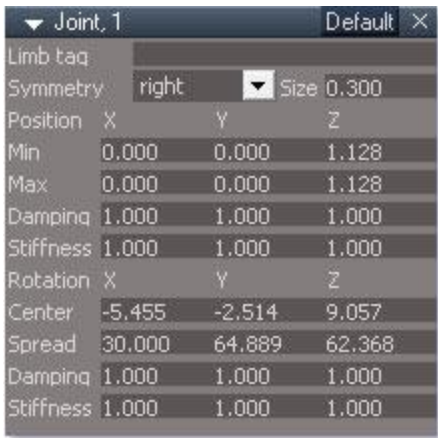 Joint, 1 Default ×
Limb tag
Symmetry right Size 0.300
Position X Y Z
Min 0.000 0.000 1.128
Max 0.000 0.000 1.128
Damping 1.000 1.000 1.000
Stiffness 1.000 1.000 1.000
Rotation X Y Z
Center -5.455 -2.514 9.057
Spread 30.000 64.889 62.368
Damping 1.000 1.000 1.000
Stiffness 1.000 1.000 1.000